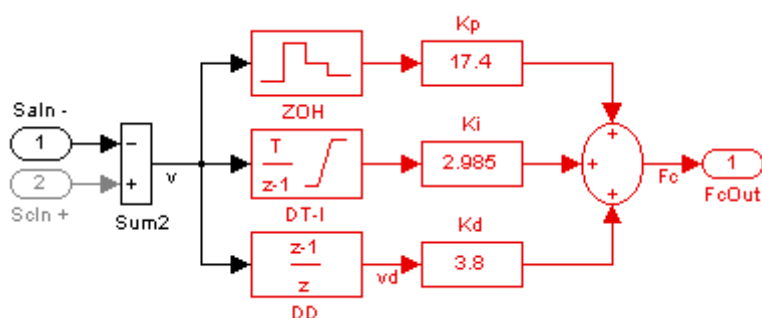 Kp
17.4
ZOH
SaIn -
1
2
ScIn +
−
+
Sum2
v
T
z-1
DT-I
Ki
2.985
z-1
z
DD
vd
Kd
3.8
+
+
+
Fc
1
FcOut